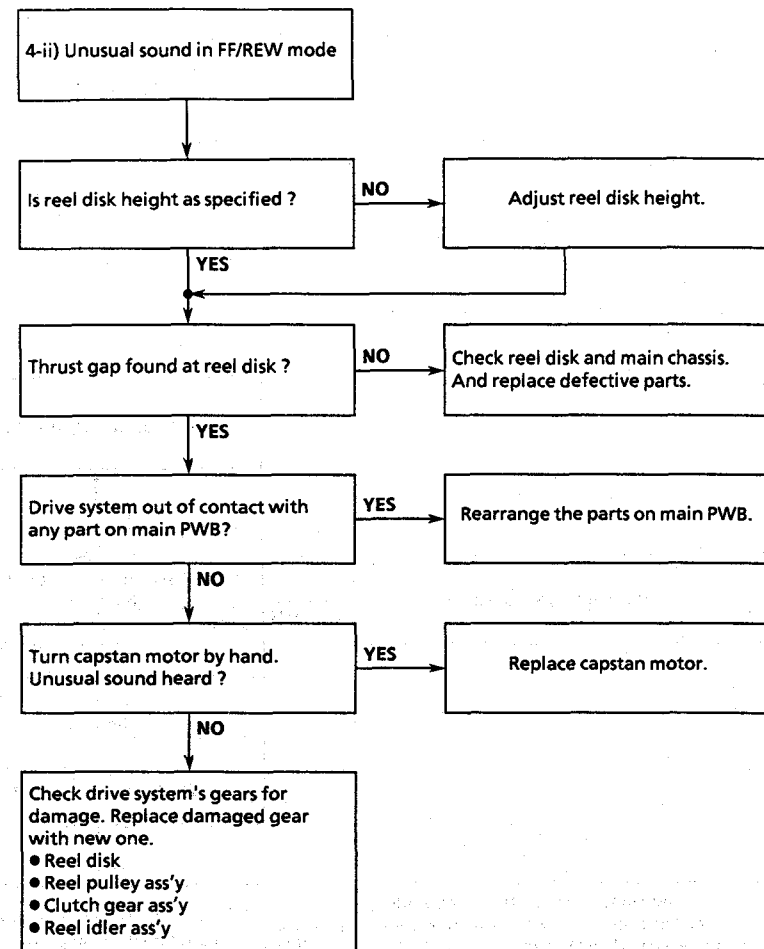 4-ii) Unusual sound in FF/REW mode
Is reel disk height as specified ?
NO
Adjust reel disk height.
YES
Thrust gap found at reel disk ?
NO
Check reel disk and main chassis.
And replace defective parts.
YES
Drive system out of contact with
any part on main PWB?
YES
Rearrange the parts on main PWB.
NO
Turn capstan motor by hand.
Unusual sound heard ?
YES
Replace capstan motor.
NO
Check drive system's gears for
damage. Replace damaged gear
with new one.
● Reel disk
● Reel pulley ass'y
● Clutch gear ass'y
● Reel idler ass'y